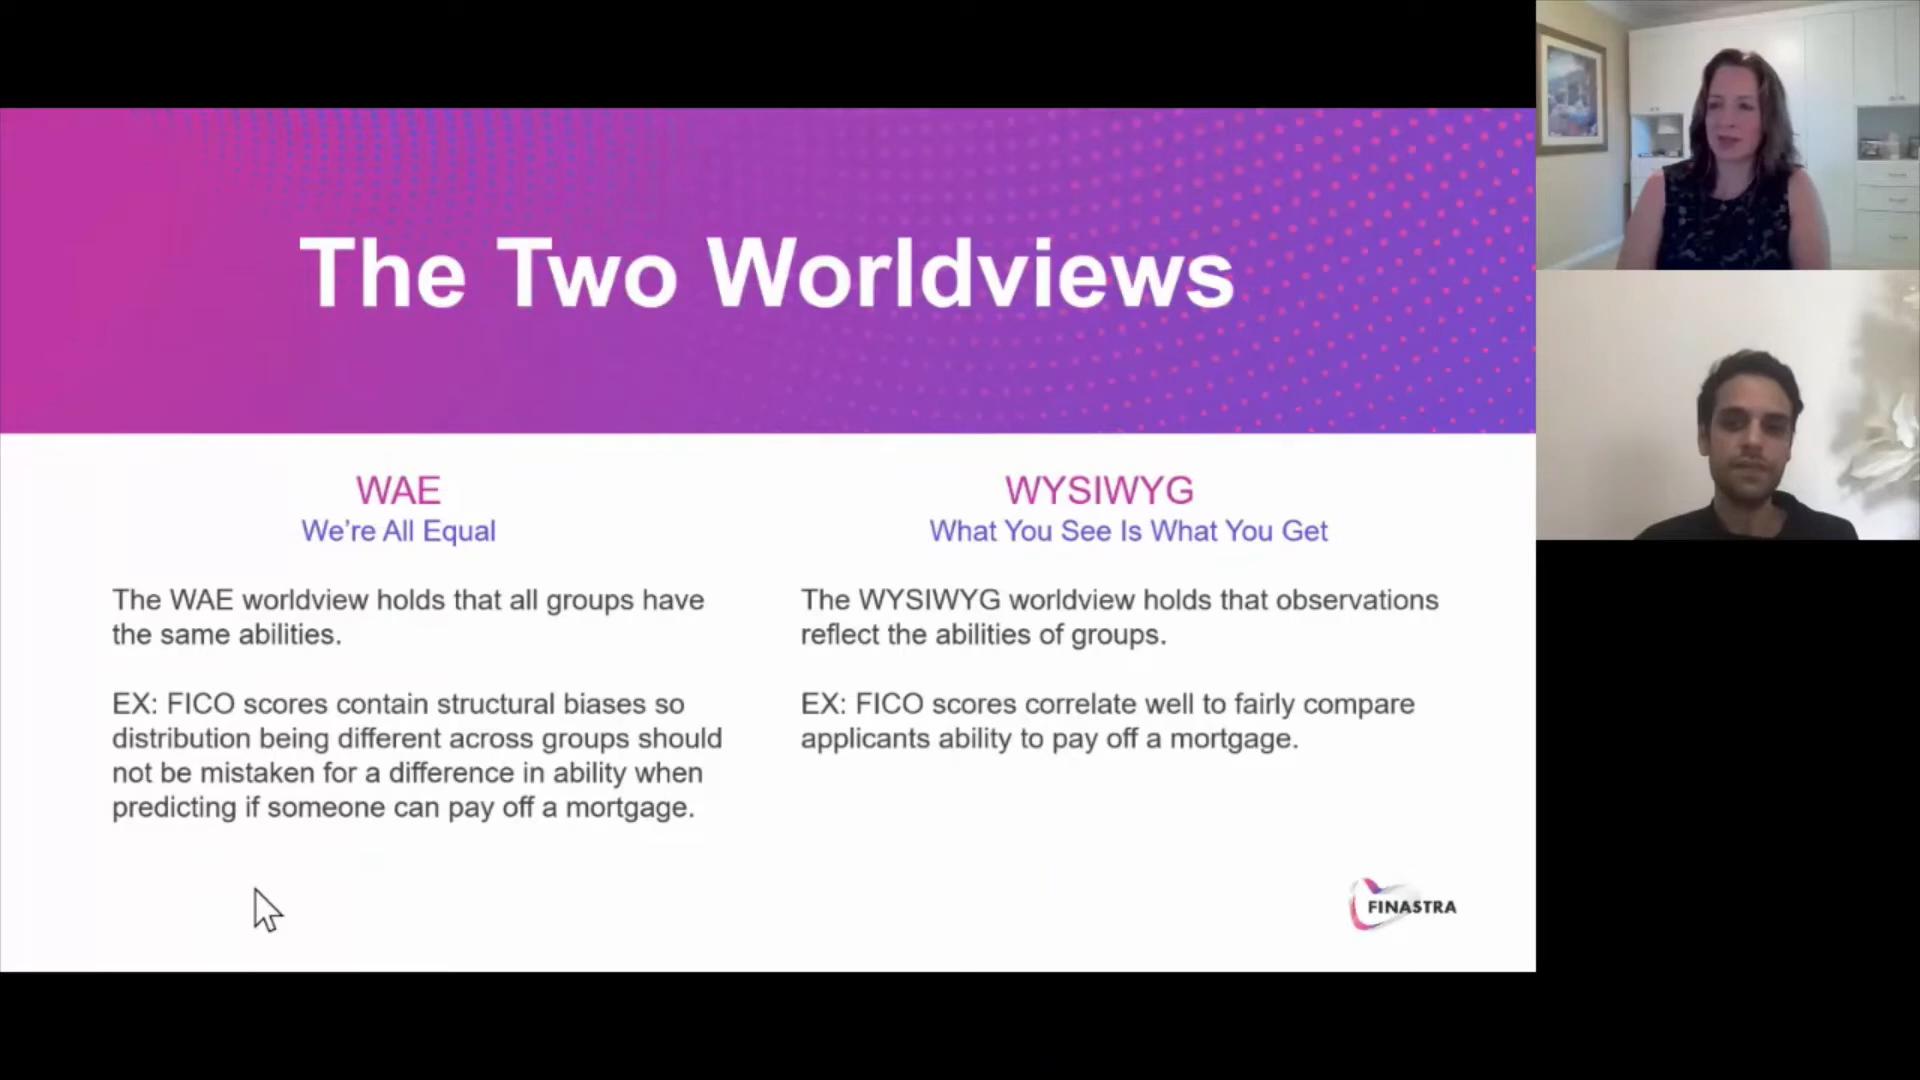 The Two Worldviews
WAE
We're All Equal
The WAE worldview holds that all groups have
the same abilities.
EX: FICO scores contain structural biases so
distribution being different across groups should
not be mistaken for a difference in ability when
predicting if someone can pay off a mortgage.
WYSIWYG
What You See Is What You Get
The WYSIWYG worldview holds that observations
reflect the abilities of groups.
EX: FICO scores correlate well to fairly compare
applicants ability to pay off a mortgage.
FINASTRA